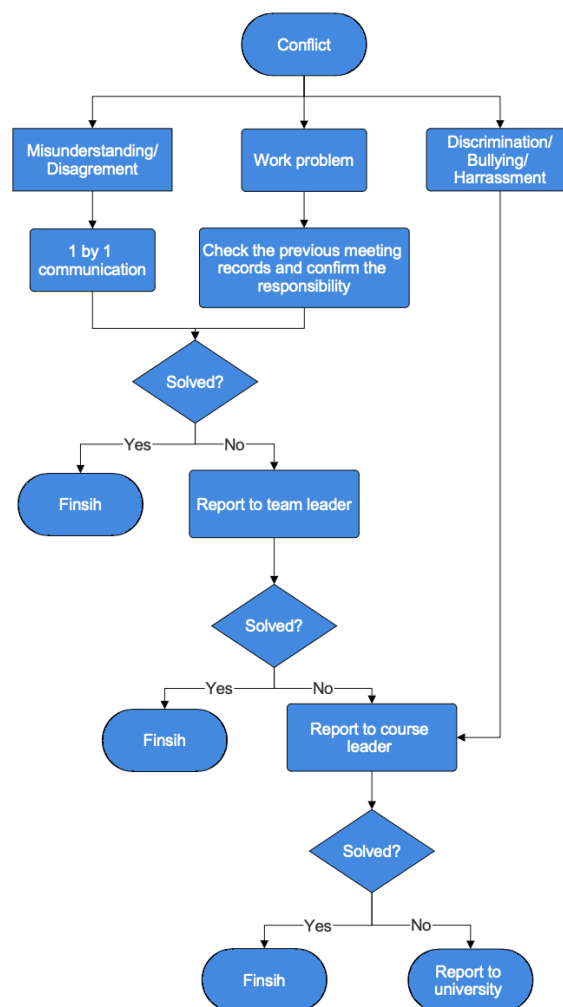 Conflict
Misunderstanding/
Disagrement
Work problem
Discrimination/
Bullying/
Harrassment
1 by 1
communication
Check the previous meeting
records and confirm the
responsibility
Solved?
Yes
No
Finsih
Report to team leader
Solved?
Yes
No
Finsih
Report to course
leader
Solved?
Yes
No
Finsih
Report to
university